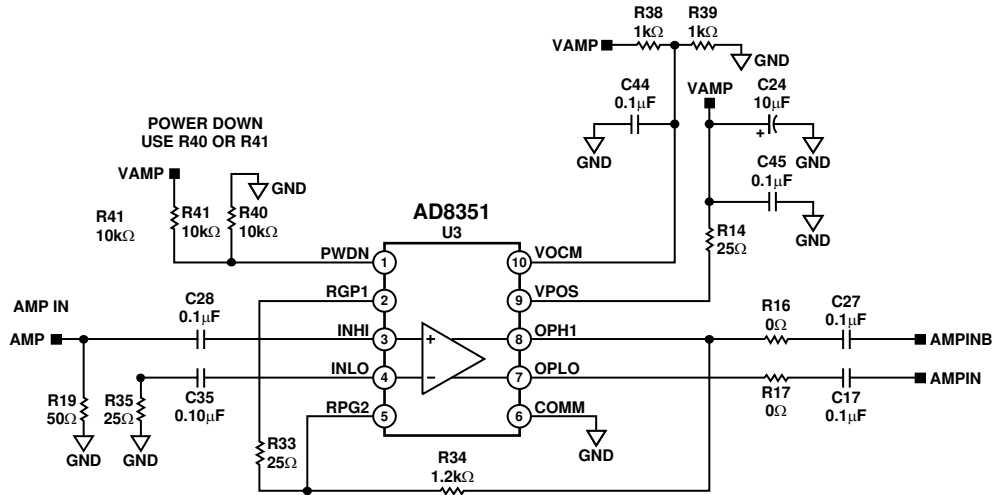 R38
1kΩ
R39
1kΩ
VAMP
GND
C44
0.1μF
GND
VAMP
C24
10μF
+
GND
C45
0.1μF
GND
R14
25Ω
POWER DOWN
USE R40 OR R41
VAMP
GND
R41
10kΩ
R41
10kΩ
R40
10kΩ
AD8351
U3
PWDN
1
10
VOCM
RGP1
2
9
VPOS
INHI
3
+
8
OPH1
INLO
4
−
7
OPLO
RPG2
5
6
COMM
GND
AMP IN
AMP
C28
0.1μF
C35
0.10μF
R19
50Ω
GND
R35
25Ω
GND
R33
25Ω
R34
1.2kΩ
R16
0Ω
C27
0.1μF
AMPINB
R17
0Ω
C17
0.1μF
AMPIN